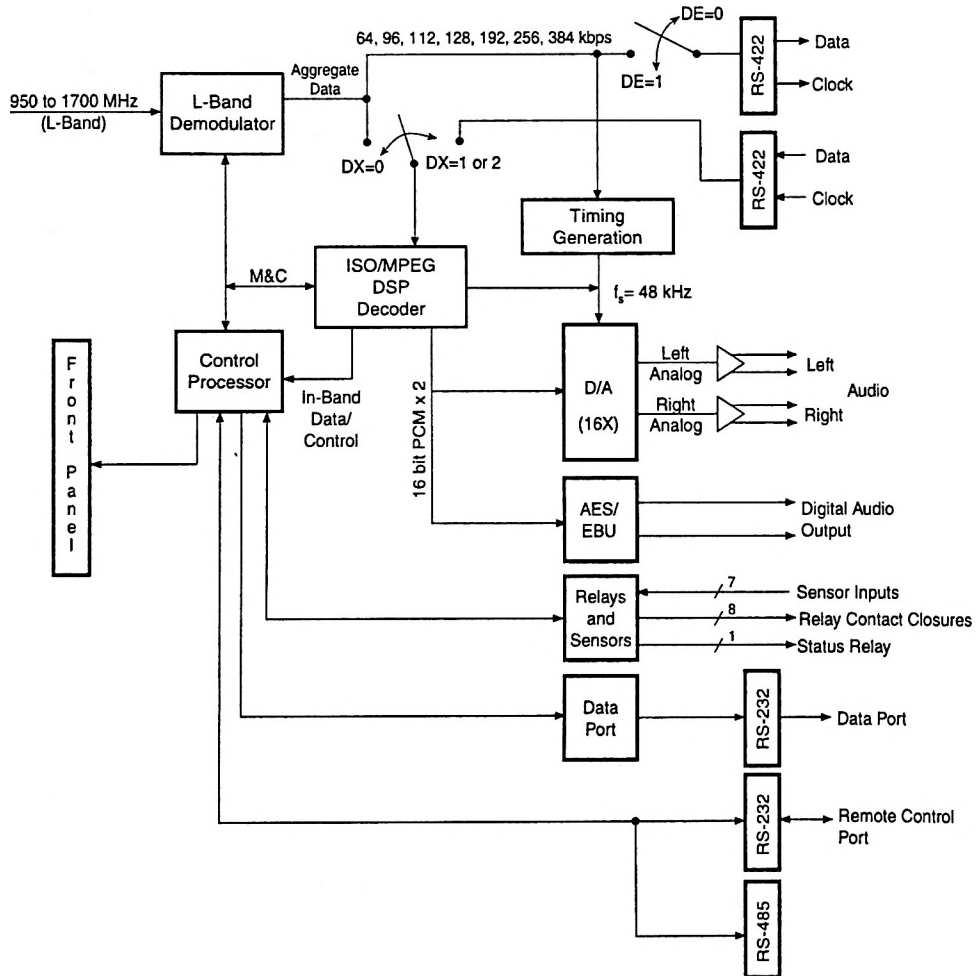 DE=0
64, 96, 112, 128, 192, 256, 384 kbps
RS-422
Data
Clock
DE=1
Aggregate
Data
950 to 1700 MHz
(L-Band)
L-Band
Demodulator
DX=0
DX=1 or 2
RS-422
Data
Clock
Timing
Generation
M&C
ISO/MPEG
DSP
Decoder
fs= 48 kHz
Front Panel
Control
Processor
In-Band
Data/
Control
16 bit PCM x 2
D/A
(16X)
Left
Analog
Left
Audio
Right
Analog
Right
AES/
EBU
Digital Audio
Output
Relays
and
Sensors
7
Sensor Inputs
8
Relay Contact Closures
1
Status Relay
Data
Port
RS-232
Data Port
RS-232
Remote Control
Port
RS-485